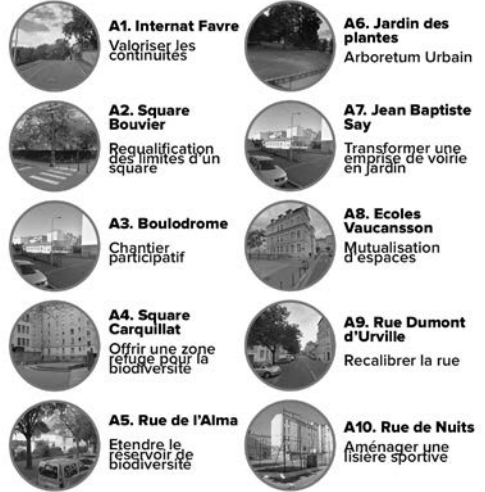 A1. Internat Favre
Valoriser les
continuités
A2. Square
Bouvier
Requalification
des limites d'un
square
A3. Boulodrome
Chantier
participatif
A4. Square
Carquillat
Offrir une zone
refuge pour la
biodiversité
A5. Rue de l'Alma
Etendre le
réservoir de
biodiversité
A6. Jardin des
plantes
Arboretum Urbain
A7. Jean Baptiste
Say
Transformer une
emprise de voirie
en jardin
A8. Ecoles
Vaucansson
Mutualisation
d'espaces
A9. Rue Dumont
d'Urville
Recalibrer la rue
A10. Rue de Nuits
Aménager une
lisière sportive